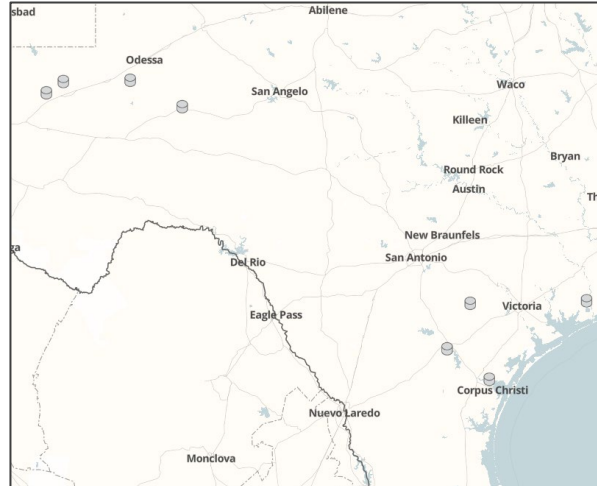 sbad
Abilene
Odessa
San Angelo
Waco
Killeen
Bryan
Round Rock
Austin
Th
New Braunfels
ga
San Antonio
Del Rio
Victoria
Eagle Pass
Corpus Christi
Nuevo Laredo
Monclova